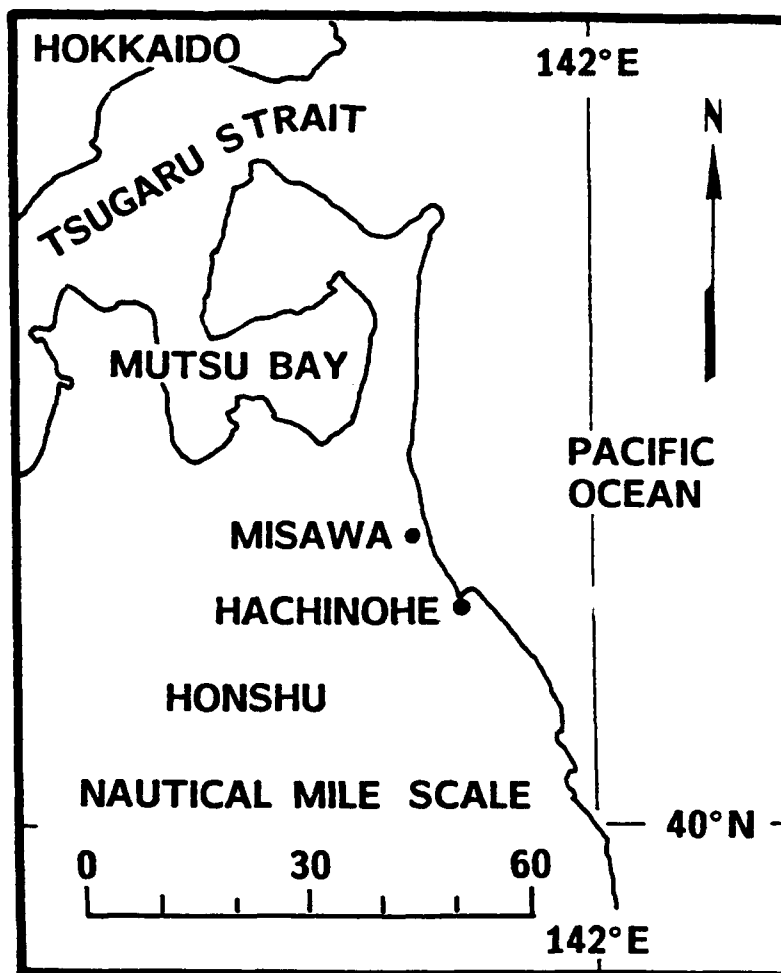 HOKKAIDO
142°E
TSUGARU STRAIT
N
MUTSU BAY
PACIFIC
OCEAN
MISAWA
HACHINOHE
HONSHU
NAUTICAL MILE SCALE
40°N
0 30 60
142°E